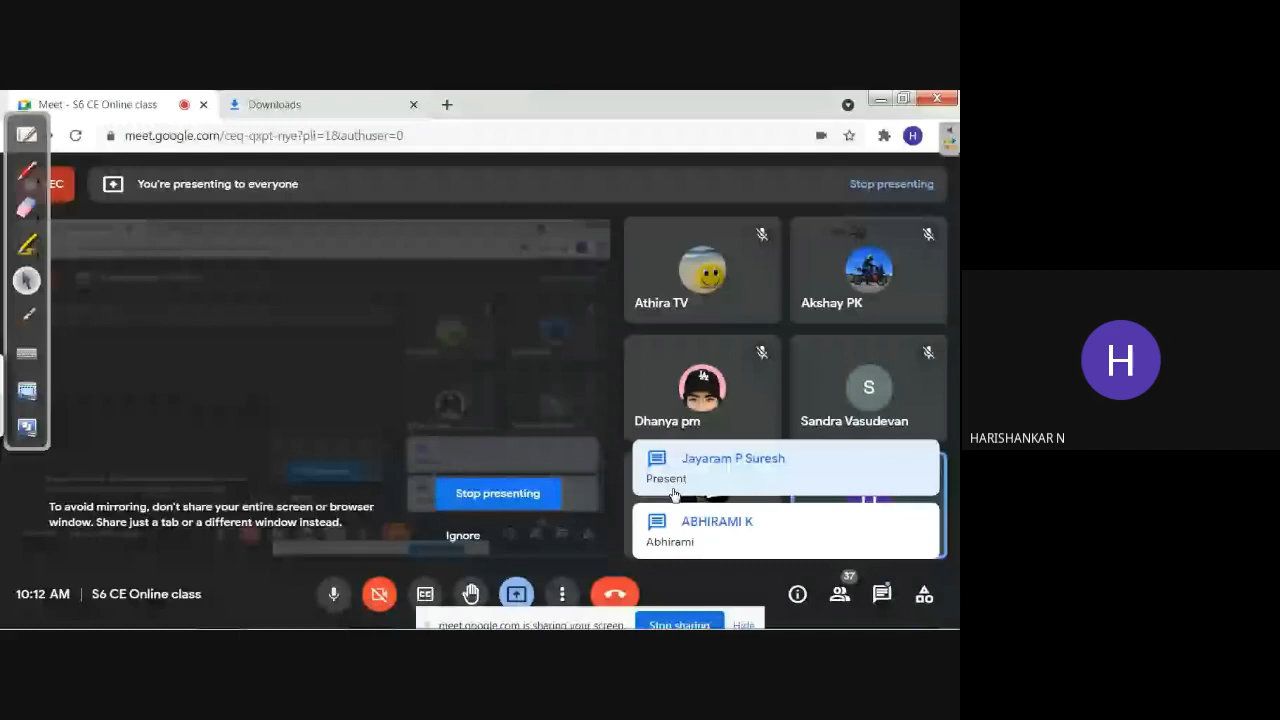 Meet - S6 CE Online class
Downloads
meet.google.com/ceq-qxpt-nye?pli=1&authuser=0
H
EC
You're presenting to everyone
Stop presenting
Athira TV
Akshay PK
LA
S
Dhanya pm
Sandra Vasudevan
H
HARISHANKAR N
Jayaram P Suresh
Present
Stop presenting
To avoid mirroring, don't share your entire screen or browser
window. Share just a tab or a different window instead.
ABHIRAMI K
Abhirami
Ignore
10:12 AM | S6 CE Online class
37
meet.google.com is sharing your screen.
Stop sharing
Hide